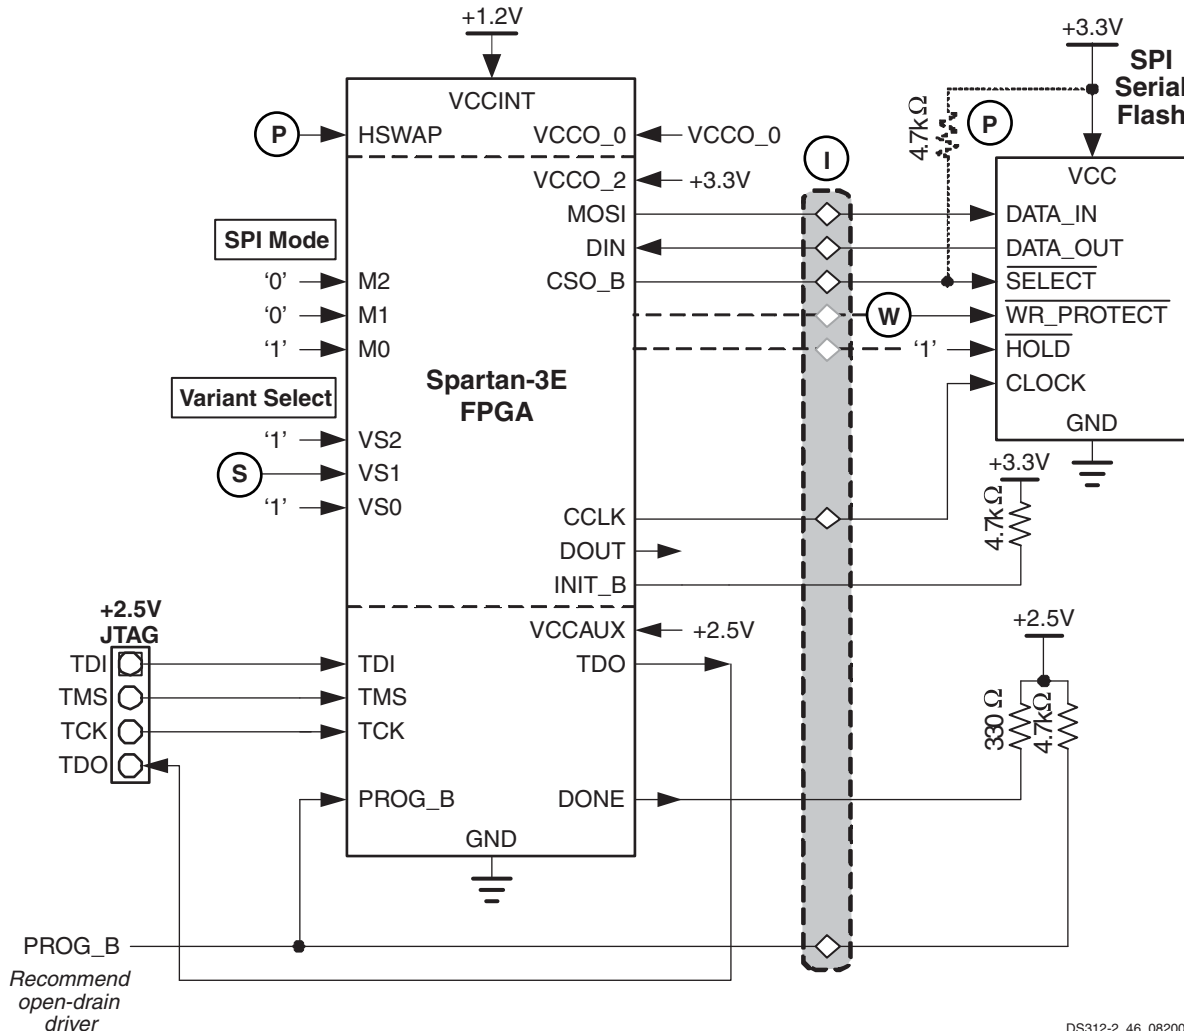 +1.2V
+3.3V
SPI
Serial
Flash
P
4.7kΩ
VCCINT
P
HSWAP
VCCO_0
VCCO_0
I
VCC
VCCO_2
+3.3V
MOSI
DATA_IN
SPI Mode
DIN
DATA_OUT
'0'
M2
CSO_B
SELECT
'0'
M1
W
WR_PROTECT
'1'
M0
'1'
HOLD
Spartan-3E
FPGA
CLOCK
Variant Select
GND
'1'
VS2
S
VS1
+3.3V
'1'
VS0
4.7kΩ
CCLK
DOUT
INIT_B
+2.5V
JTAG
VCCAUX
+2.5V
+2.5V
TDI
TDI
TDO
TMS
TMS
TCK
TCK
330 Ω
4.7kΩ
TDO
PROG_B
DONE
GND
PROG_B
Recommend
open-drain
driver
DS312-2_46_08200